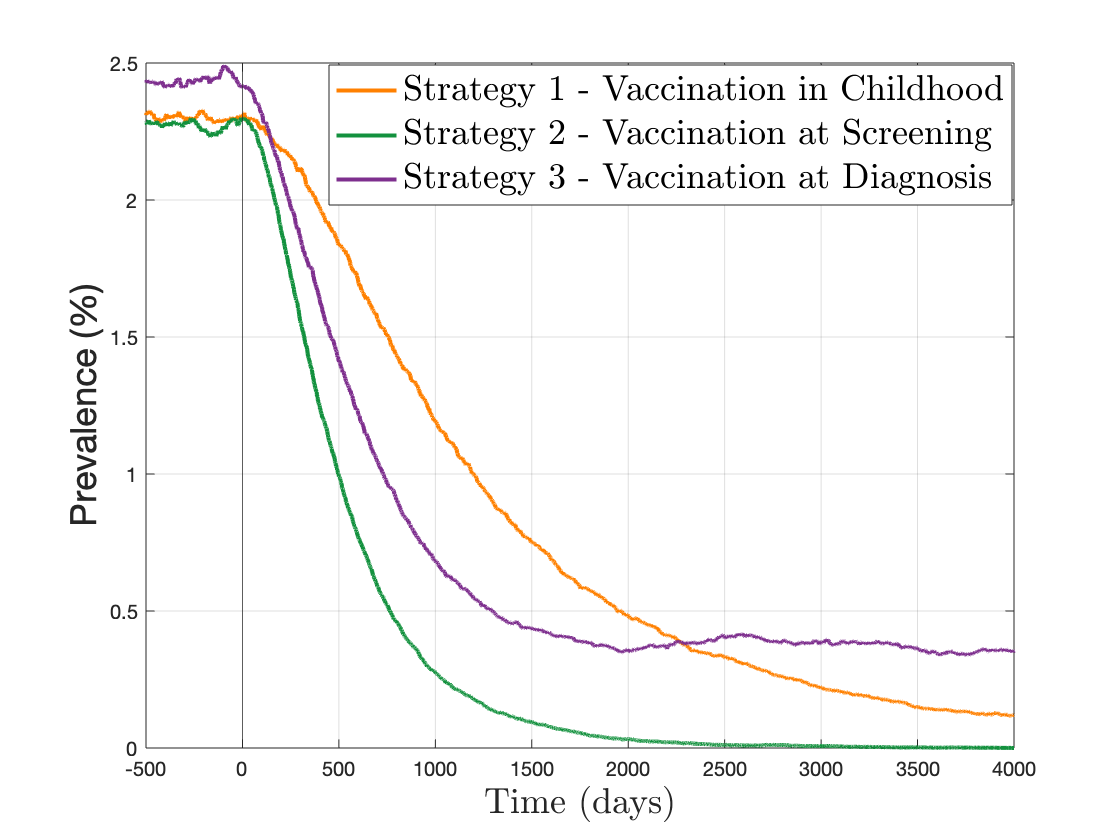 2.5
Strategy 1 - Vaccination in Childhood
Strategy 2 - Vaccination at Screening
Strategy 3 - Vaccination at Diagnosis
2
1.5
1
0.5
0
Prevalence (%)
-500 0 500 1000 1500 2000 2500 3000 3500 4000
Time (days)